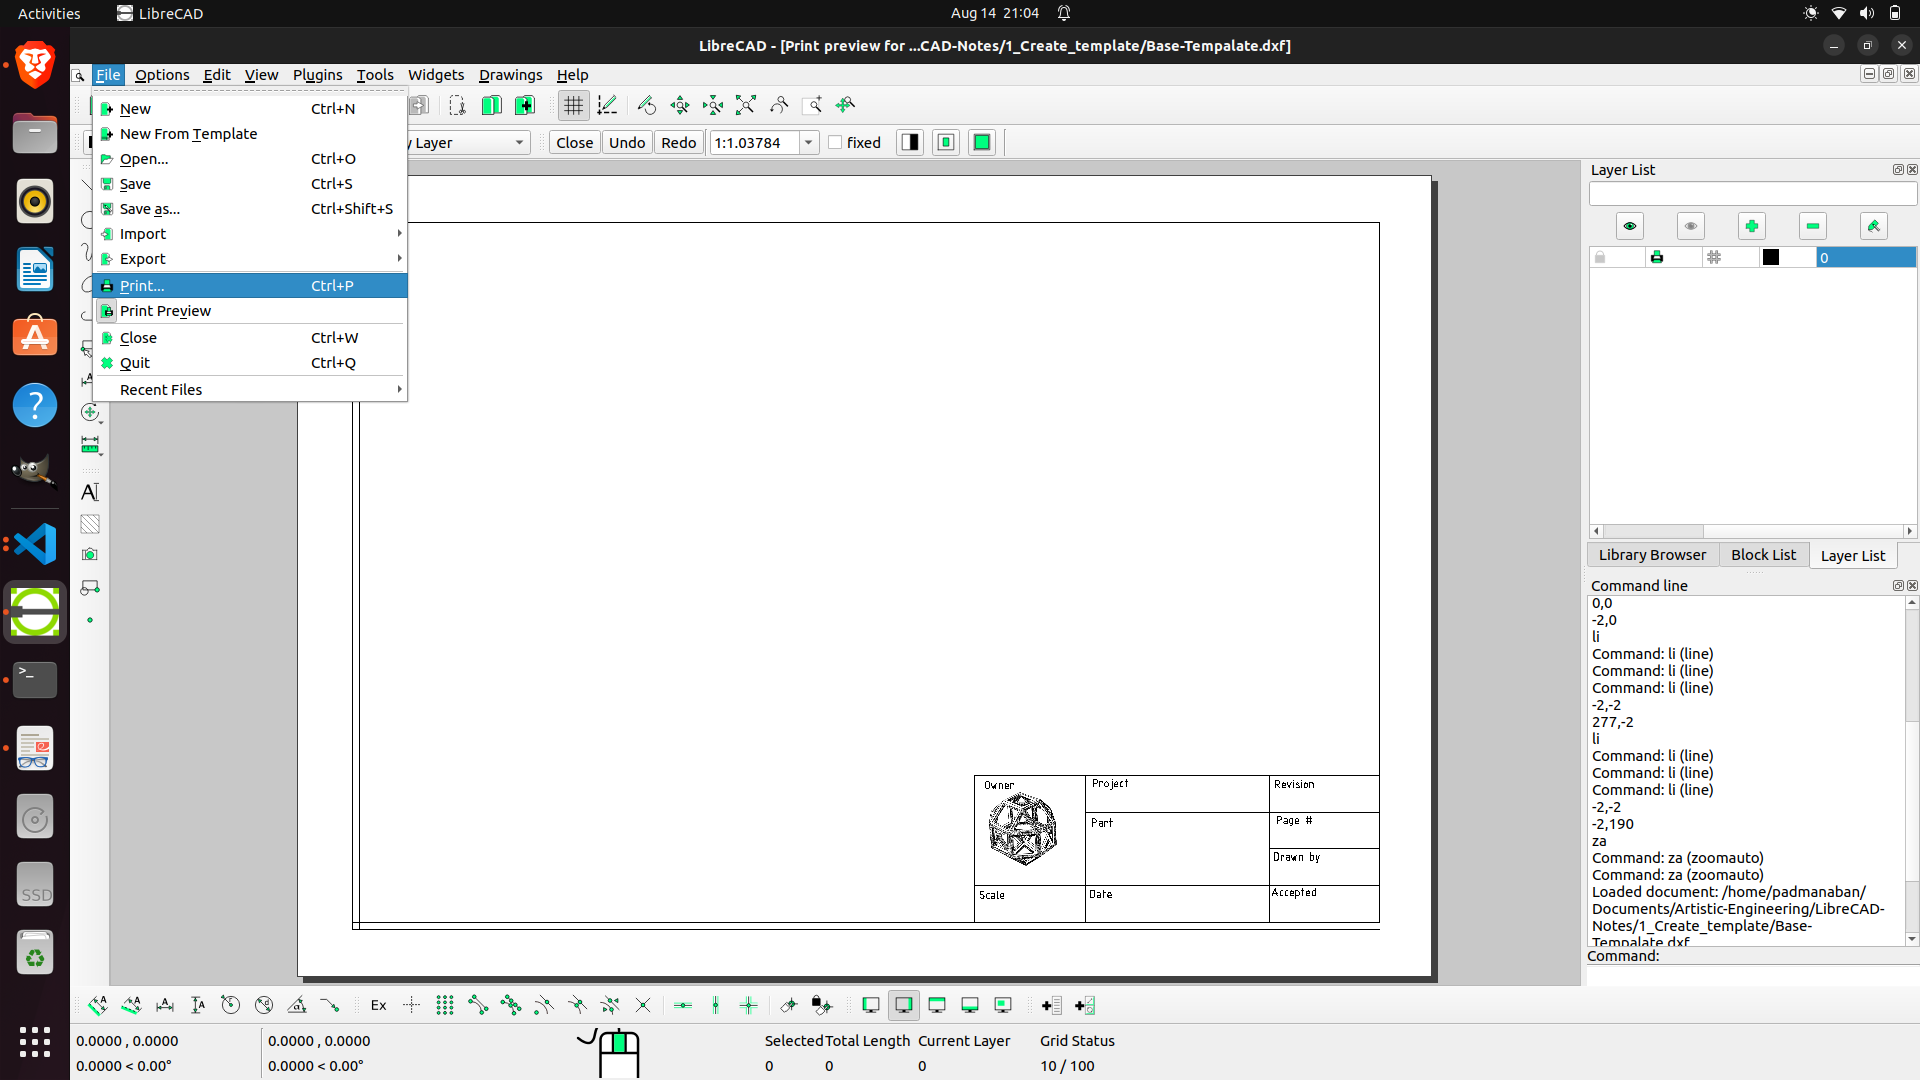 Activities
LibreCAD
Aug 14 21:04
LibreCAD - [Print preview for ...CAD-Notes/1_Create_template/Base-Tempalate.dxf]
File Options Edit View Plugins Tools Widgets Drawings Help
New Ctrl+N
New From Template
Open... Ctrl+O
Save Ctrl+S
Save as... Ctrl+Shift+S
Import
Export
Print... Ctrl+P
Print Preview
Close Ctrl+W
Quit Ctrl+Q
Recent Files
y Layer
Close Undo Redo 1:1.03784 fixed
Owner
Project
Revision
Part
Page #
Drawn by
Scale
Date
Accepted
Layer List
0
Library Browser Block List Layer List
Command line
0,0
-2,0
li
Command: li (line)
Command: li (line)
Command: li (line)
-2,-2
277,-2
li
Command: li (line)
Command: li (line)
Command: li (line)
-2,-2
-2,190
za
Command: za (zoomauto)
Command: za (zoomauto)
Loaded document: /home/padmanaban/
Documents/Artistic-Engineering/LibreCAD-
Notes/1_Create_template/Base-
Tempalate.dxf
Command:
SSD
Ex
0.0000 , 0.0000
0.0000 < 0.00°
0.0000 , 0.0000
0.0000 < 0.00°
Selected Total Length Current Layer Grid Status
0 0 0 10 / 100